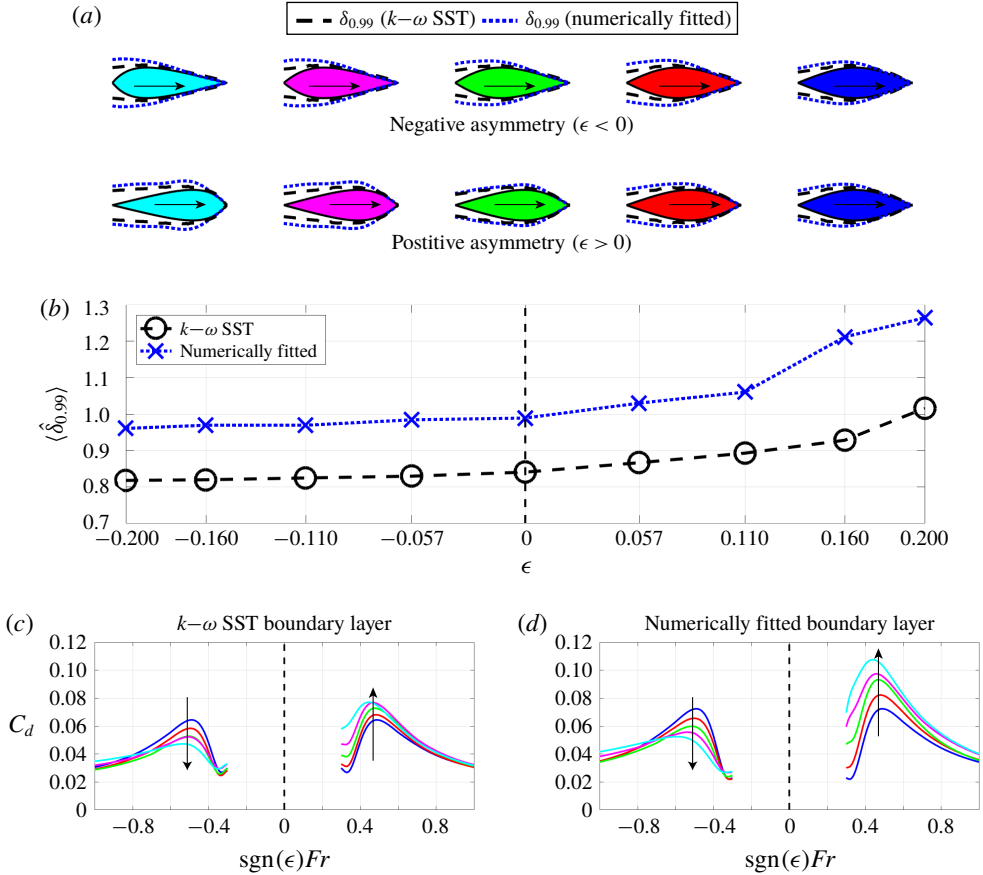 (a)
δ0.99 (k−ω SST)
δ0.99 (numerically fitted)
Negative asymmetry (ϵ < 0)
Postitive asymmetry (ϵ > 0)
(b)
1.3
1.2
1.1
1.0
0.9
0.8
0.7
⟨δ̂0.99⟩
k−ω SST
Numerically fitted
−0.200 −0.160 −0.110 −0.057 0 0.057 0.110 0.160 0.200
ϵ
(c)
k−ω SST boundary layer
0.12
0.10
0.08
0.06
0.04
0.02
0
Cd
−0.8 −0.4 0 0.4 0.8
sgn(ϵ)Fr
(d)
Numerically fitted boundary layer
0.12
0.10
0.08
0.06
0.04
0.02
0
−0.8 −0.4 0 0.4 0.8
sgn(ϵ)Fr